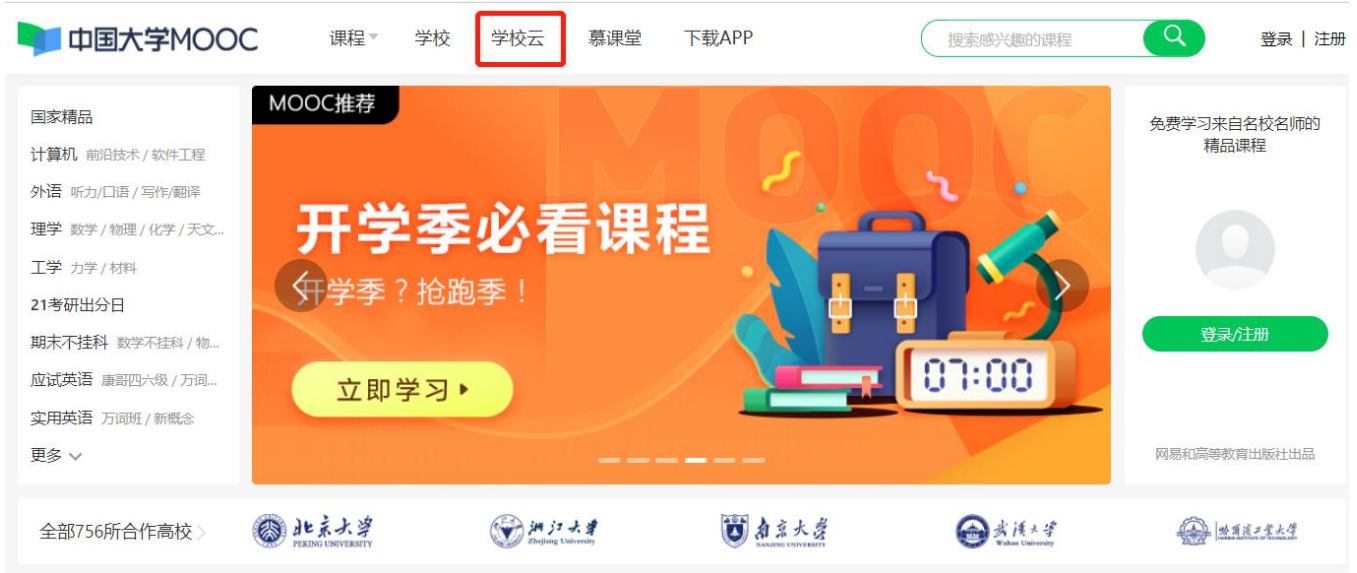 中国大学MOOC 课程 学校 学校云 慕课堂 下载APP 搜索感兴趣的课程 登录 | 注册
国家精品
计算机 前沿技术 / 软件工程
外语 听力/口语 / 写作/翻译
理学 数学 / 物理 / 化学 / 天文...
工学 力学 / 材料
21考研出分日
期末不挂科 数学不挂科 / 物...
应试英语 康哥四六级 / 万词...
实用英语 万词班 / 新概念
更多
MOOC推荐
MOOC
开学季必看课程
开学季？抢跑季！
立即学习
07:00
免费学习来自名校名师的
精品课程
登录/注册
网易和高等教育出版社出品
全部756所合作高校
北京大学
PEKING UNIVERSITY
浙江大学
Zhejiang University
南京大学
NANJING UNIVERSITY
武汉大学
Wuhan University
哈尔滨工业大学
HARBIN INSTITUTE OF TECHNOLOGY